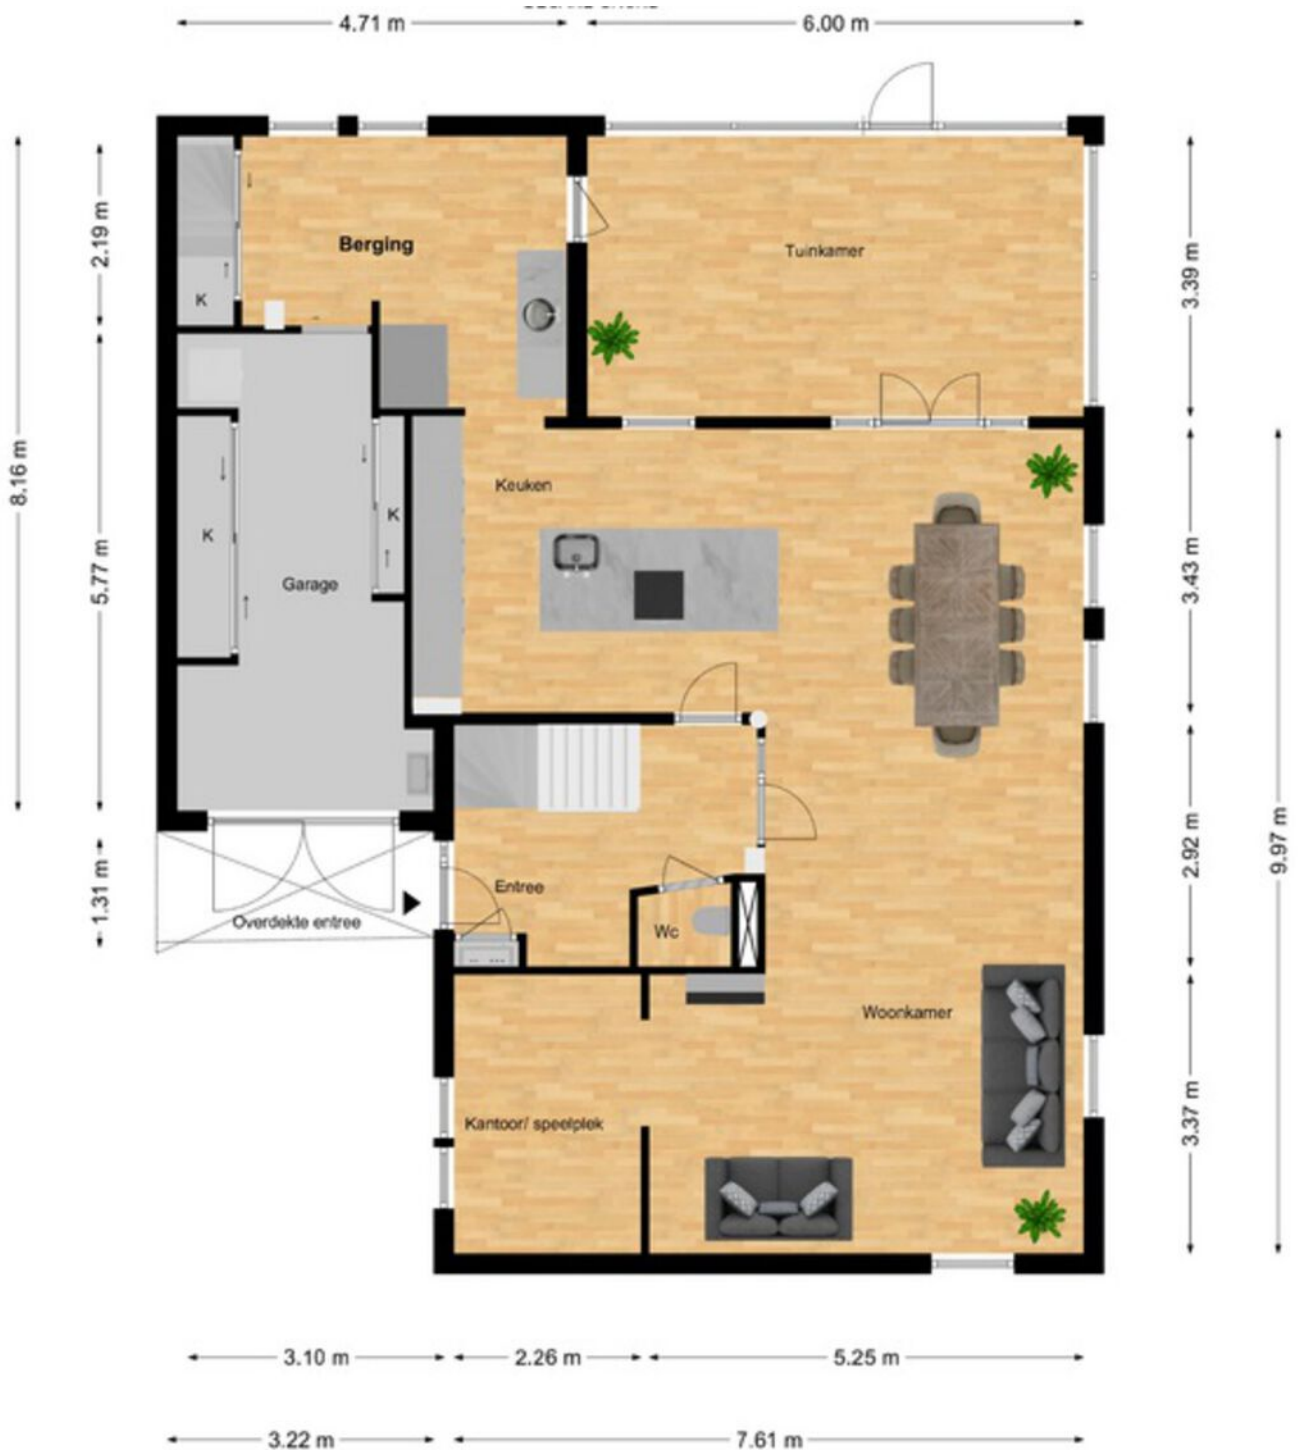 4.71 m
6.00 m
2.19 m
Berging
Tuinkamer
3.39 m
K
8.16 m
Keuken
K
K
5.77 m
Garage
3.43 m
2.92 m
9.97 m
1.31 m
Entree
Overdekte entree
Wc
Woonkamer
Kantoor/ speelplek
3.37 m
3.10 m
2.26 m
5.25 m
3.22 m
7.61 m